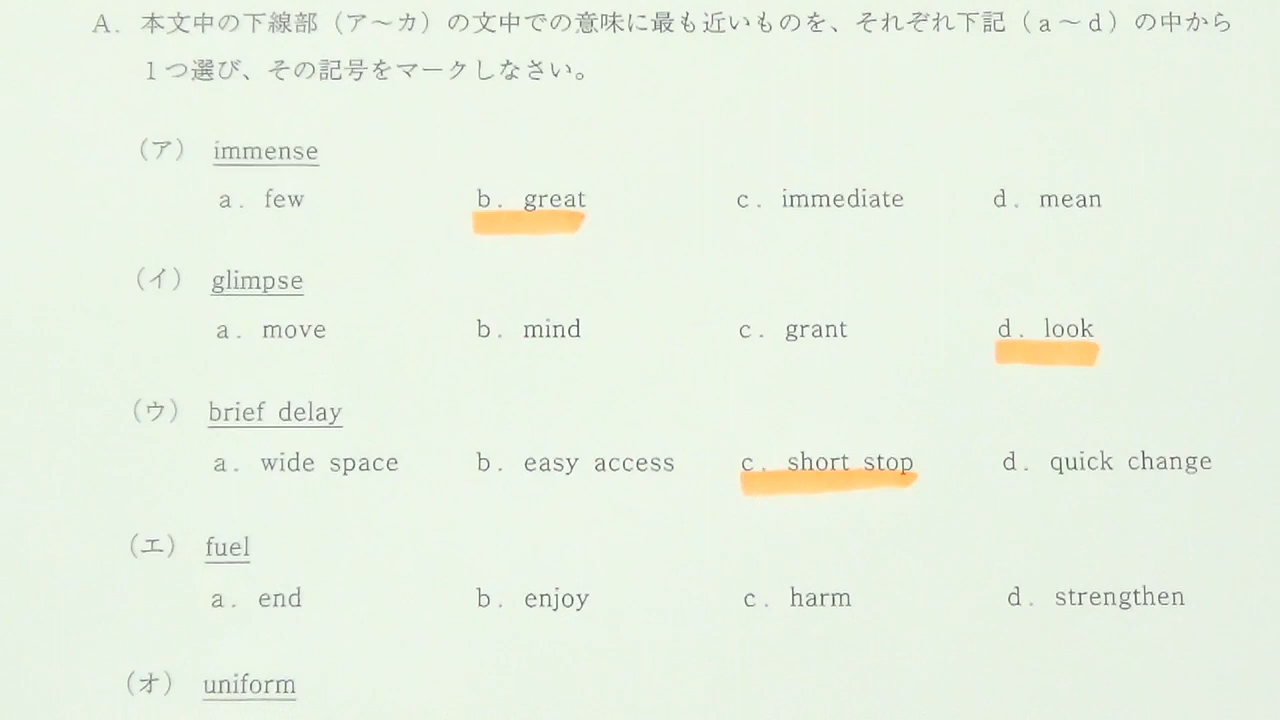 A. 本文中の下線部（ア～カ）の文中での意味に最も近いものを、それぞれ下記（a～d）の中から
1つ選び、その記号をマークしなさい。
（ア） immense
a. few b. great c. immediate d. mean
（イ） glimpse
a. move b. mind c. grant d. look
（ウ） brief delay
a. wide space b. easy access c. short stop d. quick change
（エ） fuel
a. end b. enjoy c. harm d. strengthen
（オ） uniform